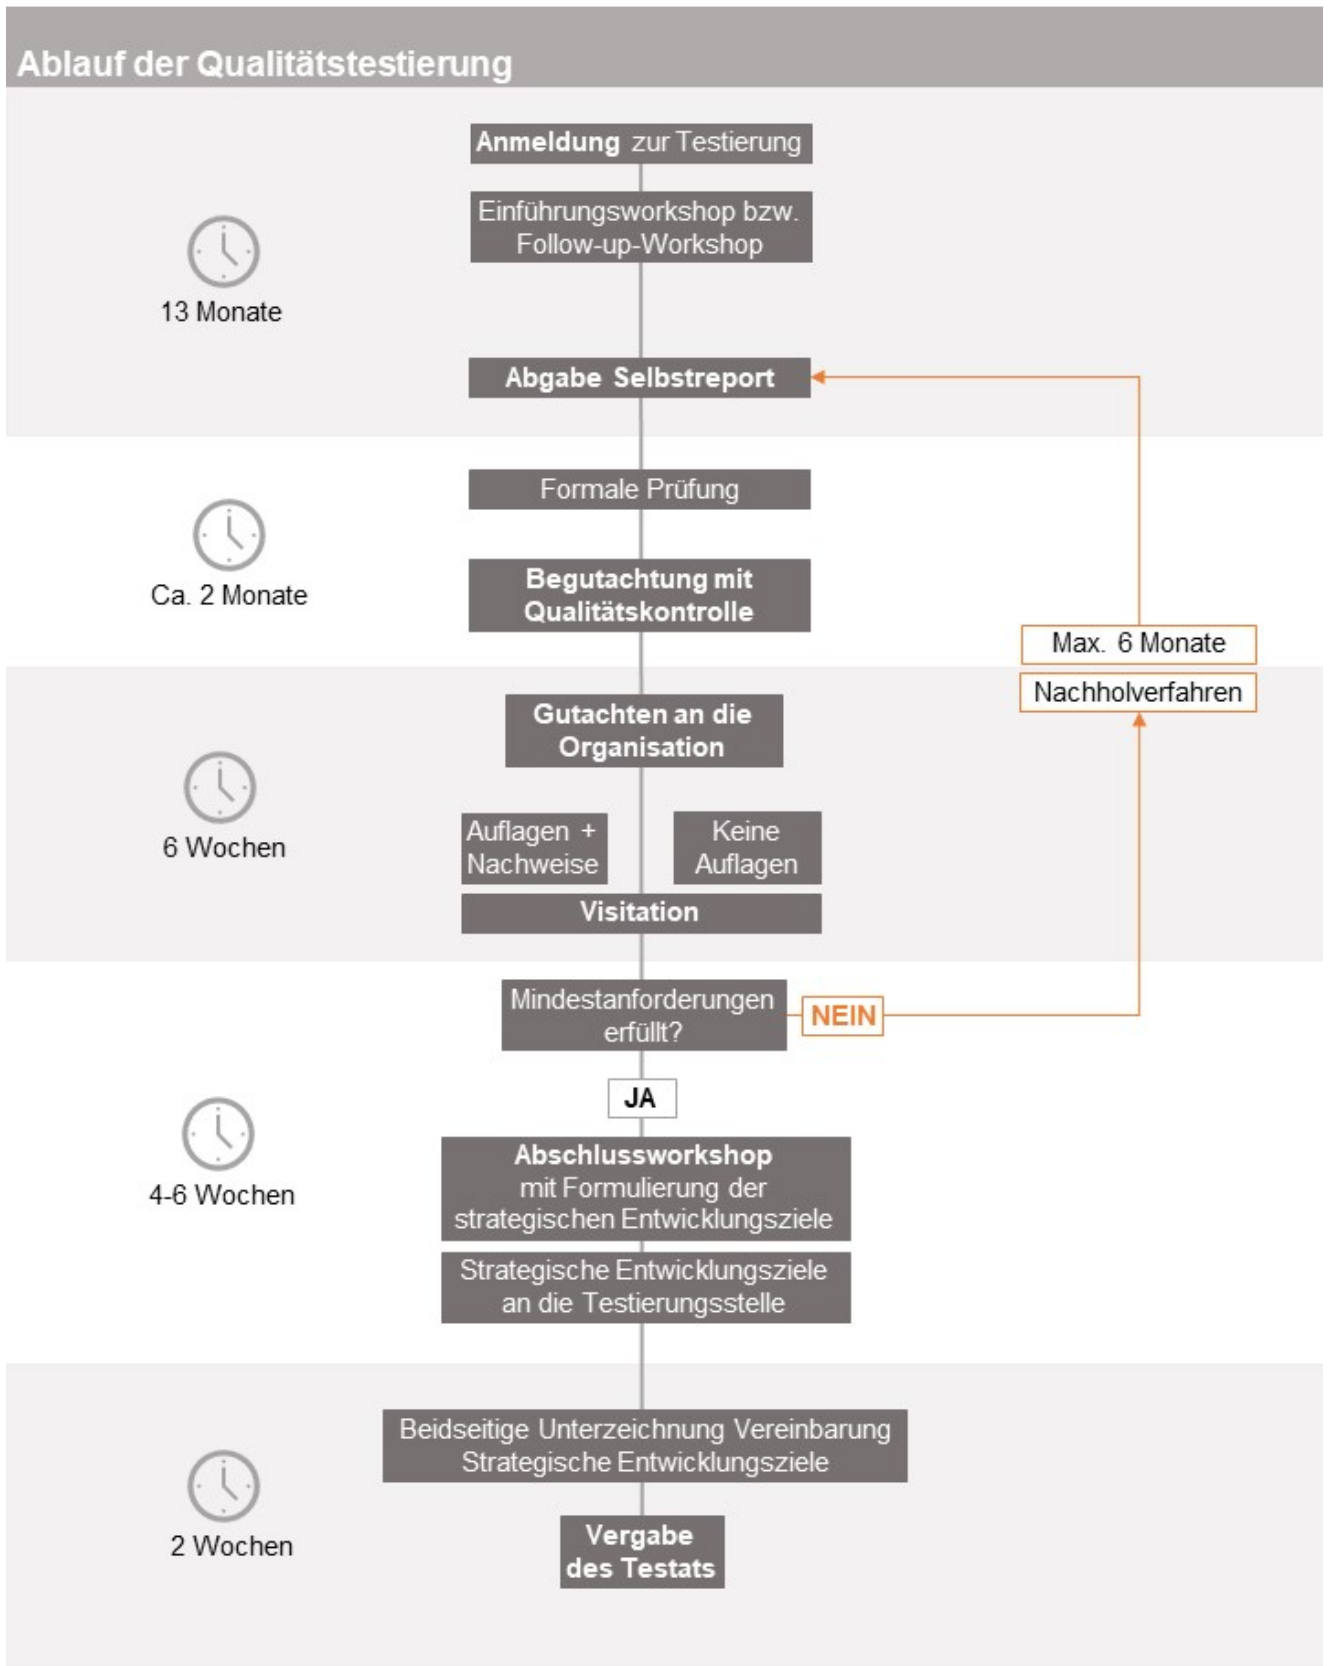 Ablauf der Qualitätstestierung
Anmeldung zur Testierung
Einführungsworkshop bzw.
Follow-up-Workshop
13 Monate
Abgabe Selbstreport
Formale Prüfung
Ca. 2 Monate
Begutachtung mit
Qualitätskontrolle
Max. 6 Monate
Nachholverfahren
Gutachten an die
Organisation
6 Wochen
Auflagen +
Nachweise
Keine
Auflagen
Visitation
Mindestanforderungen
erfüllt?
NEIN
JA
4-6 Wochen
Abschlussworkshop
mit Formulierung der
strategischen Entwicklungsziele
Strategische Entwicklungsziele
an die Testierungsstelle
Beidseitige Unterzeichnung Vereinbarung
Strategische Entwicklungsziele
2 Wochen
Vergabe
des Testats